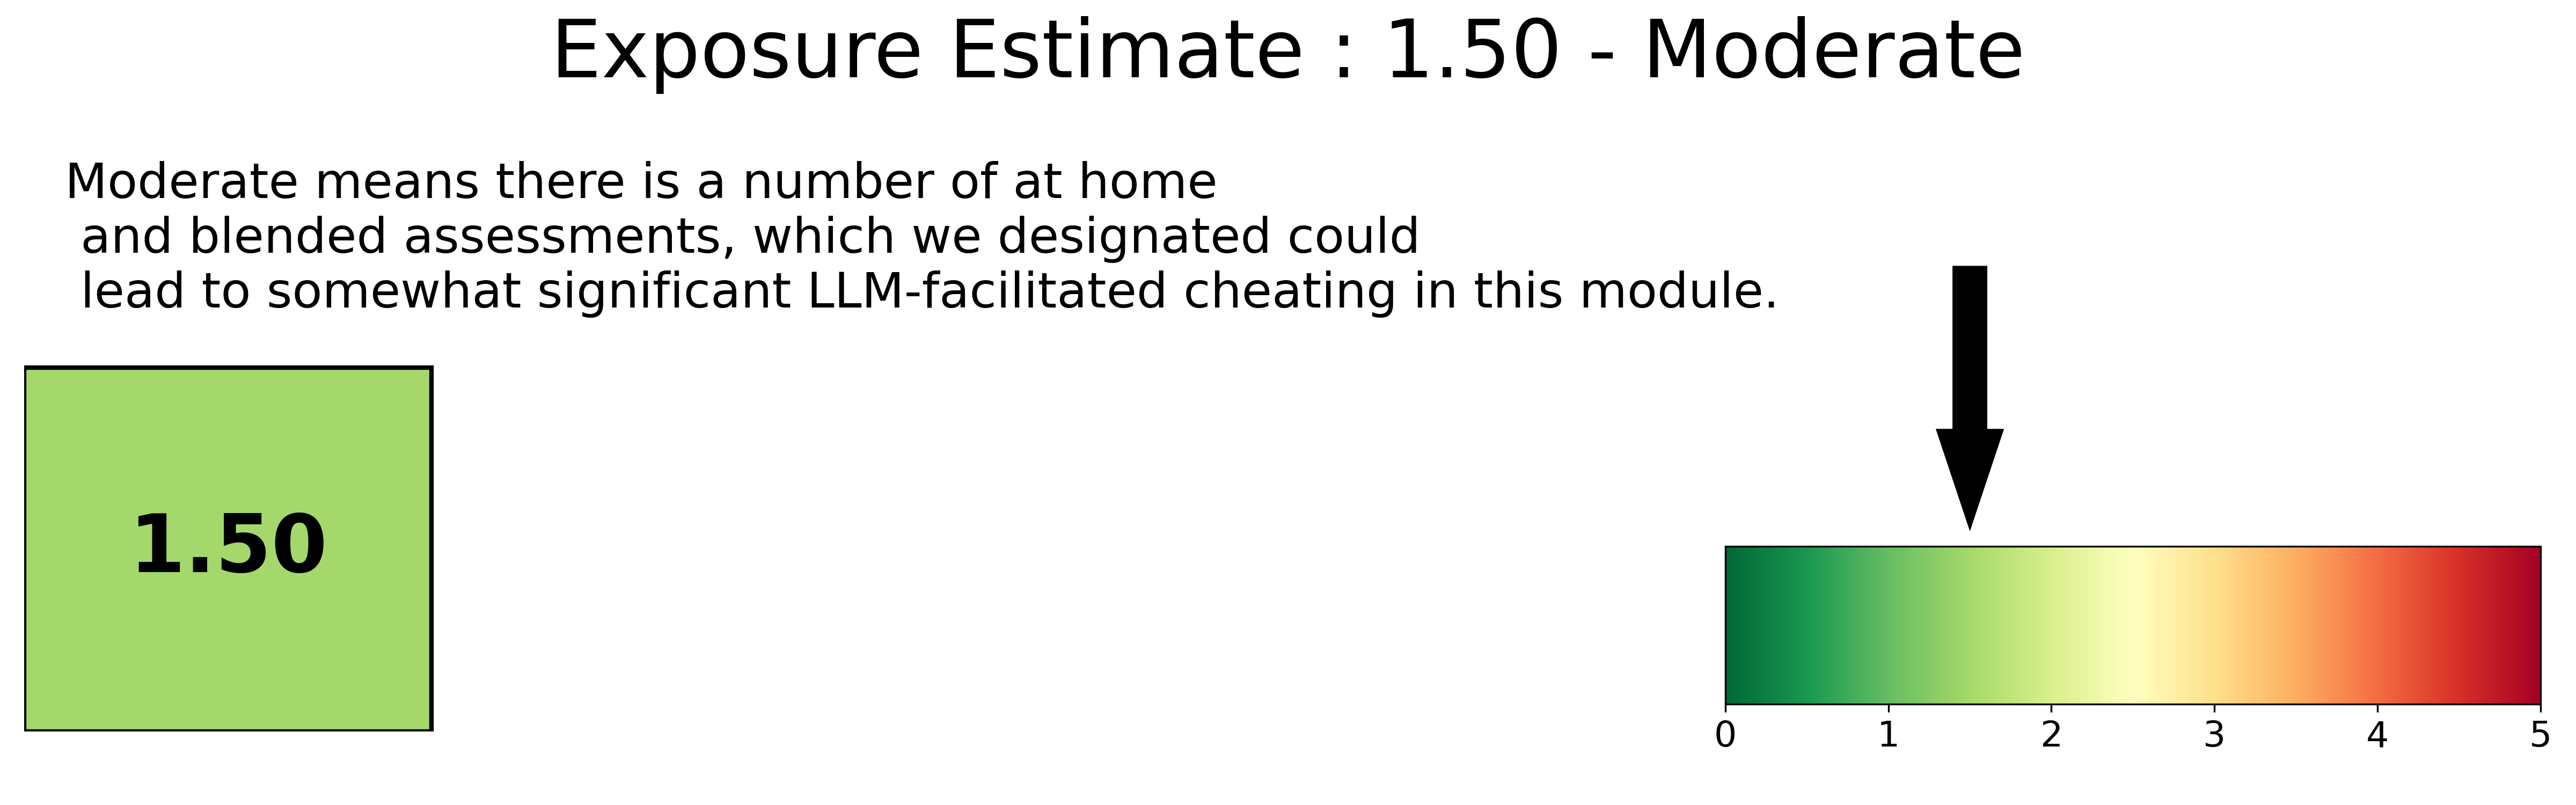 Exposure Estimate : 1.50 - Moderate
Moderate means there is a number of at home
and blended assessments, which we designated could
lead to somewhat significant LLM-facilitated cheating in this module.
1.50
0 1 2 3 4 5